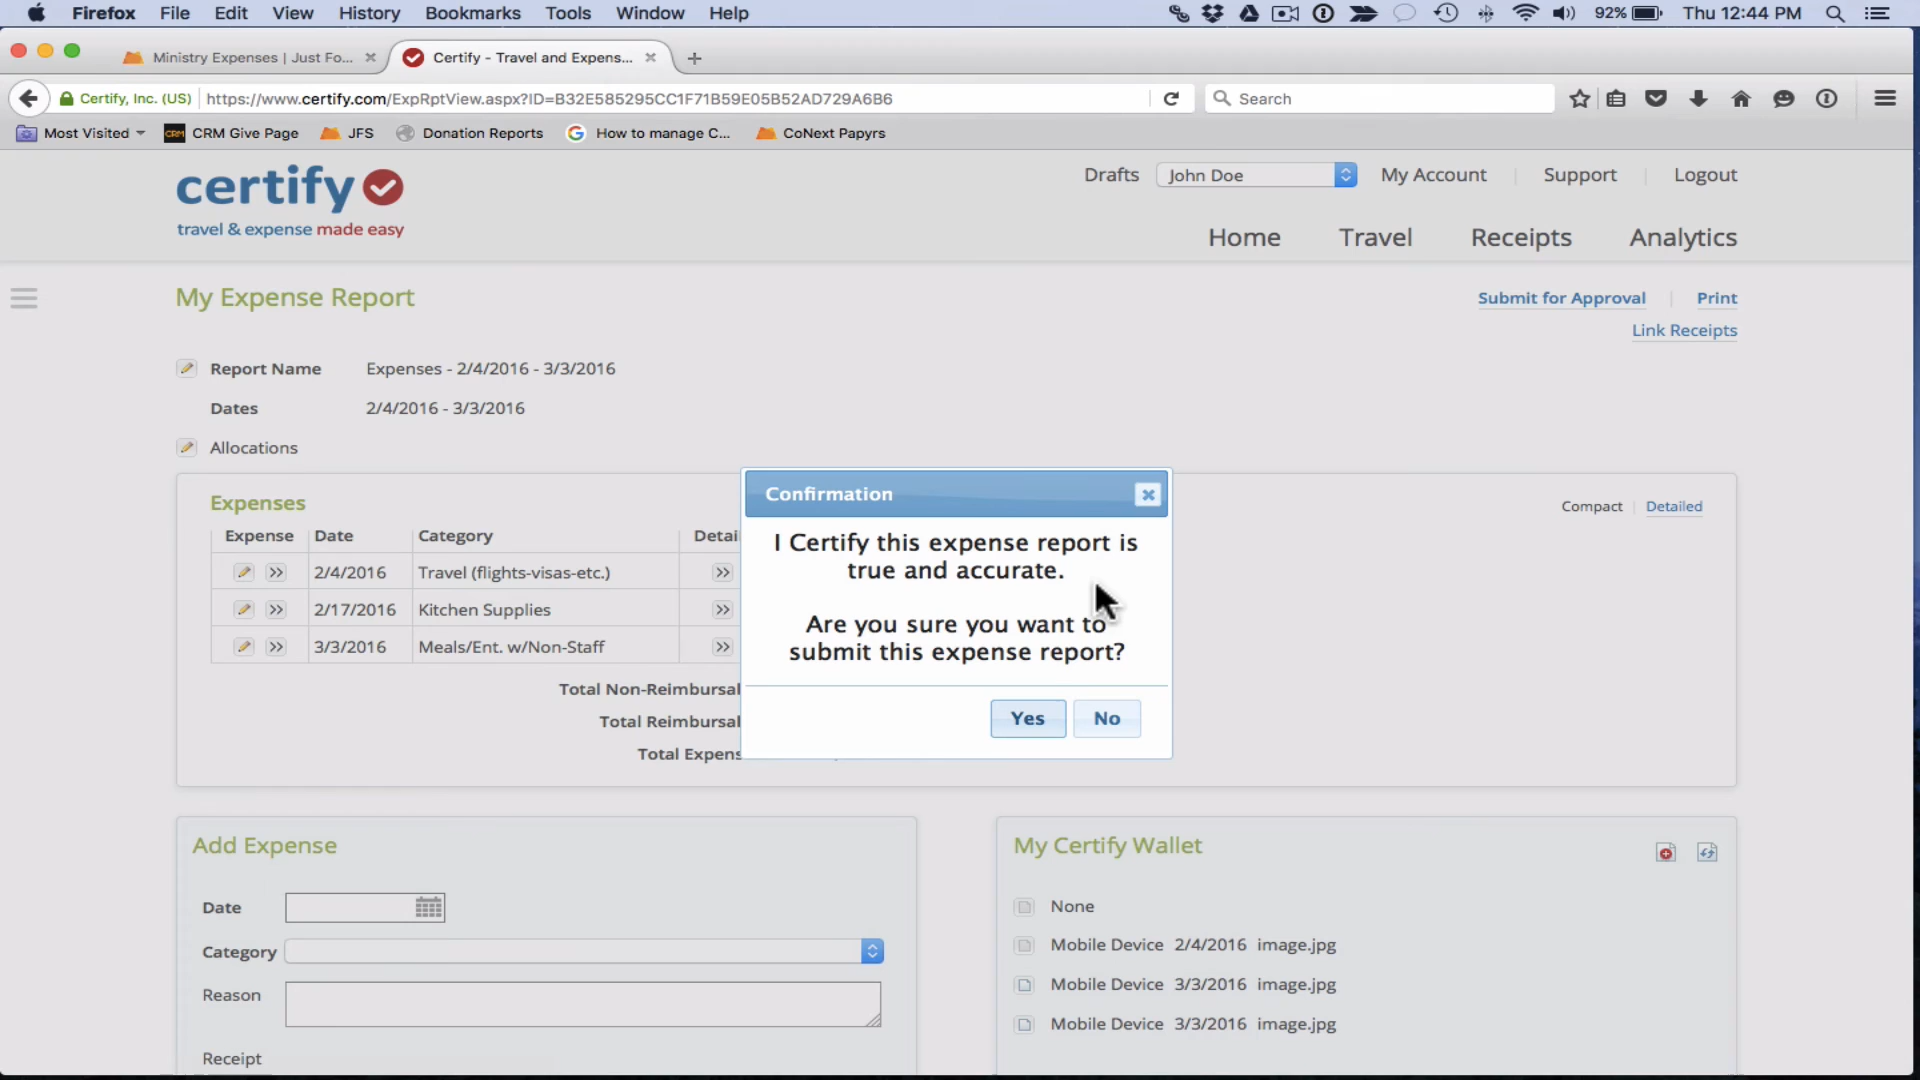 Firefox File Edit View History Bookmarks Tools Window Help 92% Thu 12:44 PM
Ministry Expenses | Just Fo... Certify - Travel and Expens...
Certify, Inc. (US) https://www.certify.com/ExpRptView.aspx?ID=B32E585295CC1F71B59E05B52AD729A6B6 Search
Most Visited CRM CRM Give Page JFS Donation Reports How to manage C... CoNext Papyrs
certify
travel & expense made easy
Drafts John Doe My Account Support Logout
Home Travel Receipts Analytics
My Expense Report
Submit for Approval Print
Link Receipts
Report Name Expenses - 2/4/2016 - 3/3/2016
Dates 2/4/2016 - 3/3/2016
Allocations
Expenses
Compact Detailed
Expense Date Category Detai
2/4/2016 Travel (flights-visas-etc.)
2/17/2016 Kitchen Supplies
3/3/2016 Meals/Ent. w/Non-Staff
Total Non-Reimbursal
Total Reimbursal
Total Expens
Confirmation
I Certify this expense report is
true and accurate.
Are you sure you want to
submit this expense report?
Yes No
Add Expense
Date
Category
Reason
Receipt
My Certify Wallet
None
Mobile Device 2/4/2016 image.jpg
Mobile Device 3/3/2016 image.jpg
Mobile Device 3/3/2016 image.jpg